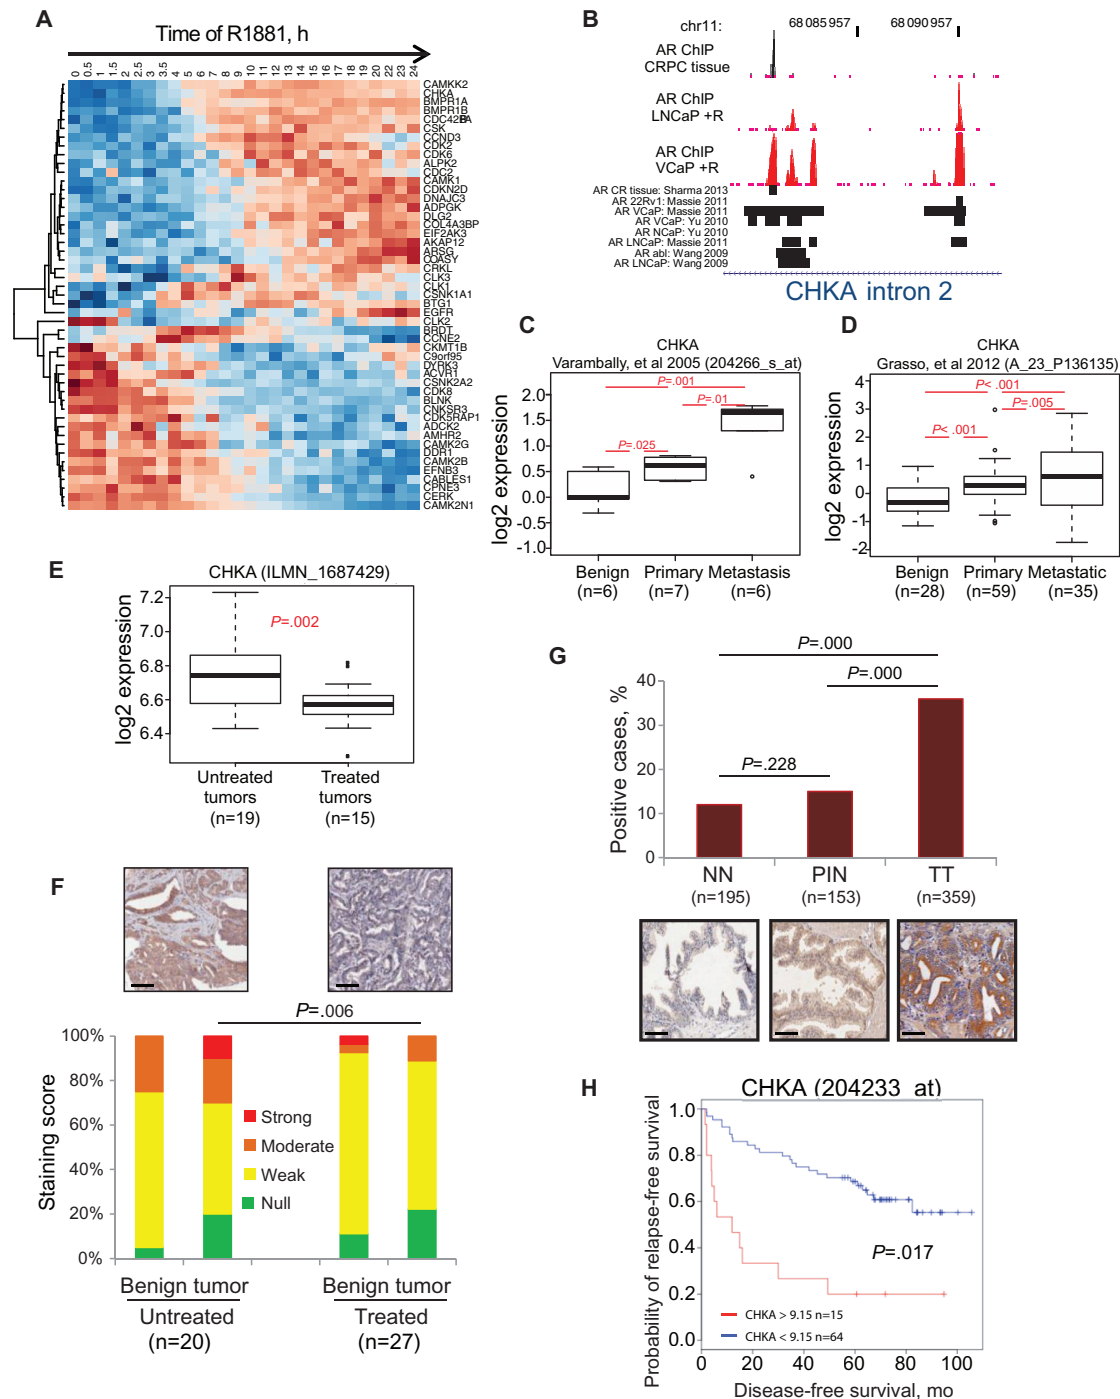 A
Time of R1881, h
0 0.5 1 1.5 2 2.5 3 3.5 4 5 6 7 8 9 10 11 12 13 14 15 16 17 18 19 20 22 23 24
CAMKK2
CHKA
BMPR1A
BMPR1B
CSK
CCND3
CDK2
CDK6
ALPK2
CDC2
CAMK1
CDKN2D
DNAJC3
ADPGK
DLG2
COL4A3BP
EIF2AK3
AKAP12
ARSG
COASY
CRKL
CLK3
CLK1
CSNK1A1
BTG1
EGFR
CLK2
BRDT
CCNE2
CKMT1B
C9orf95
DYRK3
ACVR1
CSNK2A2
CDK8
BLNK
CNKSR3
CDK5RAP1
ADCK2
AMHR2
CAMK2G
DDR1
CAMK2B
EFNB3
CABLES1
CPNE3
CERK
CAMK2N1
B
chr11: 68 085 957 68 090 957
AR ChIP
CRPC tissue
AR ChIP
LNCaP +R
AR ChIP
VCaP +R
AR CR tissue: Sharma 2013
AR 22Rv1: Massie 2011
AR VCaP: Massie 2011
AR VCaP: Yu 2010
AR NCaP: Yu 2010
AR LNCaP: Massie 2011
AR abl: Wang 2009
AR LNCaP: Wang 2009
CHKA intron 2
C
CHKA
Varambally, et al 2005 (204266_s_at)
P=.001
P=.01
P=.025
log2 expression
2.0
1.5
1.0
0.5
0.0
-0.5
-1.0
Benign Primary Metastasis
(n=6) (n=7) (n=6)
D
CHKA
Grasso, et al 2012 (A_23_P136135)
P< .001
P=.005
P< .001
log2 expression
4
3
2
1
0
-1
-2
Benign Primary Metastatic
(n=28) (n=59) (n=35)
E
CHKA (ILMN_1687429)
P=.002
log2 expression
7.2
7.0
6.8
6.6
6.4
Untreated Treated
tumors tumors
(n=19) (n=15)
F
P=.006
Staining score
100%
80%
60%
40%
20%
0%
Strong
Moderate
Weak
Null
Benign tumor Benign tumor
Untreated Treated
(n=20) (n=27)
G
P=.000
P=.000
P=.228
Positive cases, %
40
30
20
10
0
NN PIN TT
(n=195) (n=153) (n=359)
H
CHKA (204233_at)
Probability of relapse-free survival
1.0
0.8
0.6
0.4
0.2
0.0
P=.017
CHKA > 9.15 n=15
CHKA < 9.15 n=64
0 20 40 60 80 100
Disease-free survival, mo